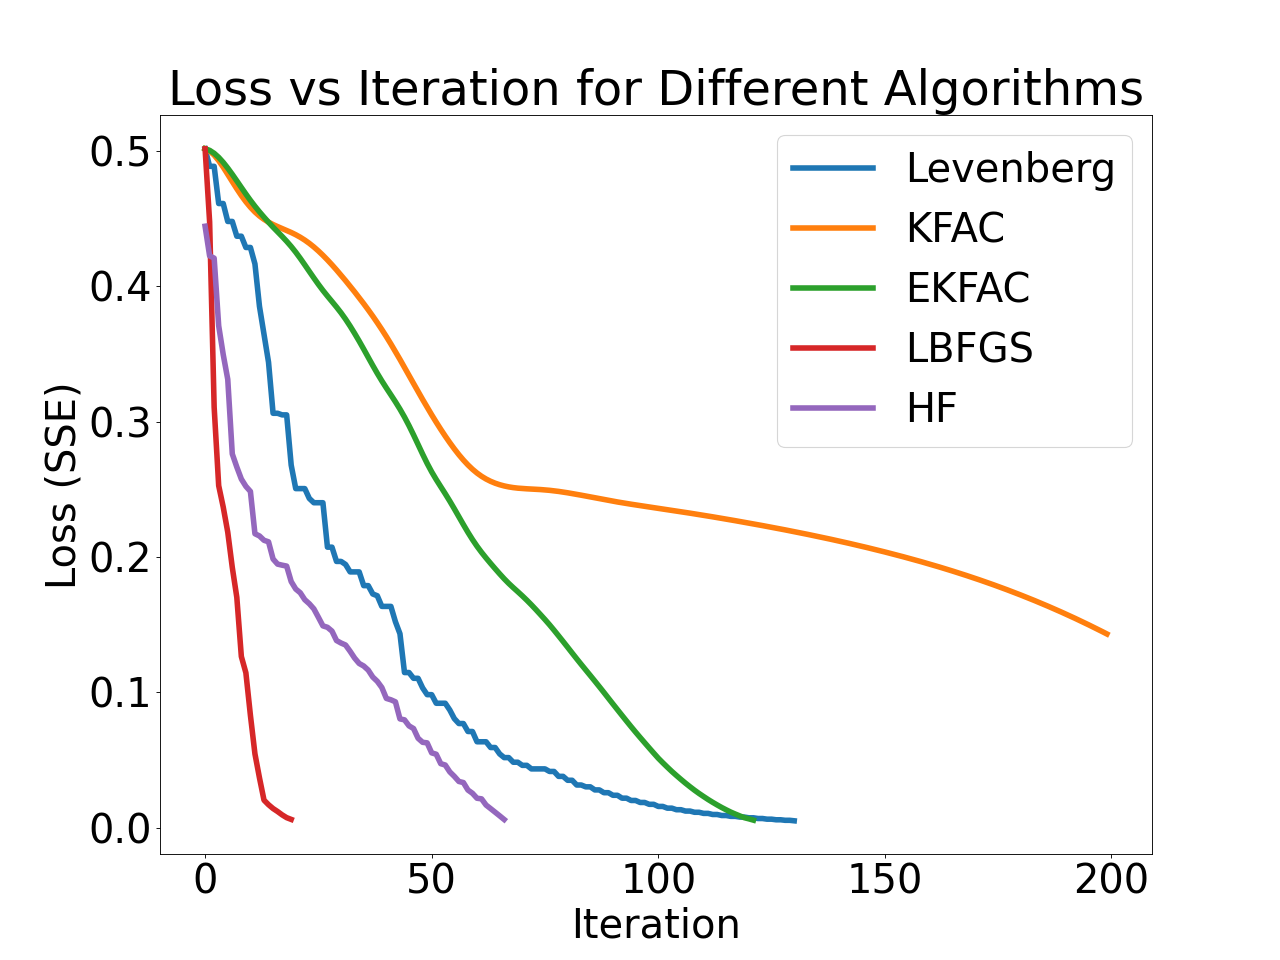 Loss vs Iteration for Different Algorithms
Levenberg
KFAC
EKFAC
LBFGS
HF
Loss (SSE)
0.5
0.4
0.3
0.2
0.1
0.0
0 50 100 150 200
Iteration